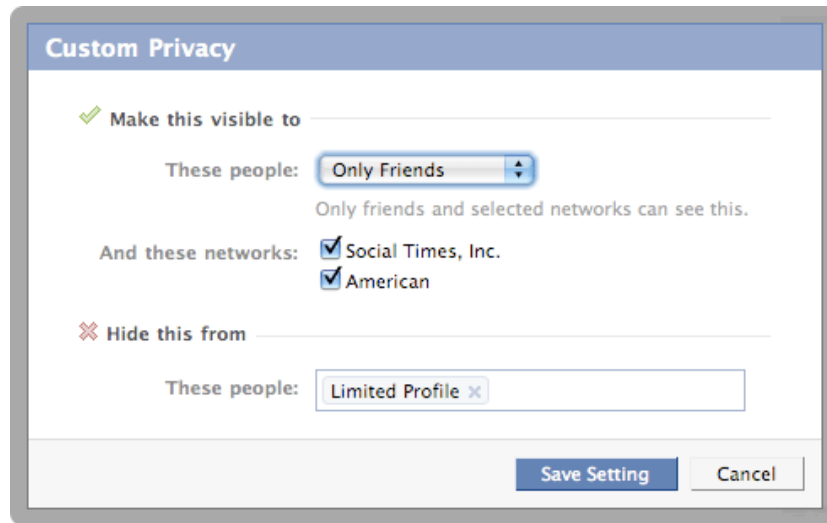 Custom Privacy
Make this visible to
These people: Only Friends
Only friends and selected networks can see this.
And these networks: Social Times, Inc.
American
Hide this from
These people: Limited Profile
Save Setting Cancel